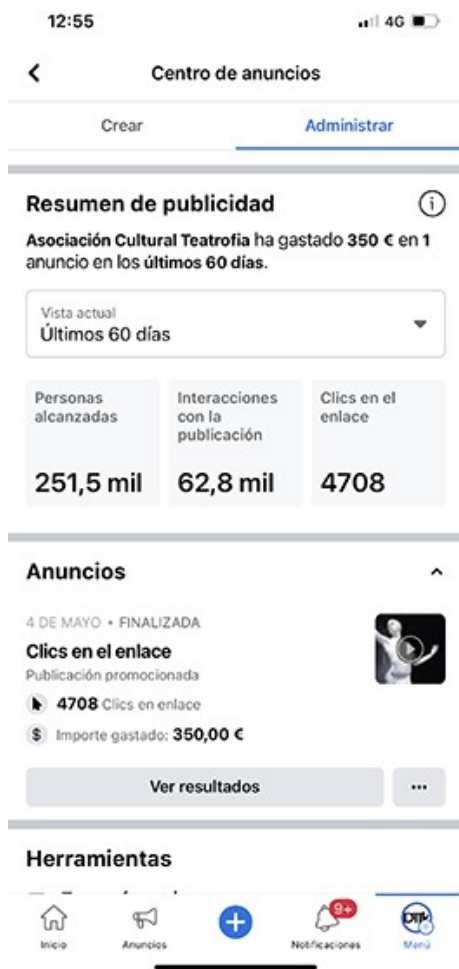 12:55
4G
Centro de anuncios
Crear
Administrar
Resumen de publicidad
Asociación Cultural Teatrofia ha gastado 350 € en 1
anuncio en los últimos 60 días.
Vista actual
Últimos 60 días
Personas
alcanzadas
251,5 mil
Interacciones
con la
publicación
62,8 mil
Clics en el
enlace
4708
Anuncios
4 DE MAYO • FINALIZADA
Clics en el enlace
Publicación promocionada
4708 Clics en enlace
$ Importe gastado: 350,00 €
Ver resultados
Herramientas
9+
Inicio
Anuncios
Notificaciones
Menú